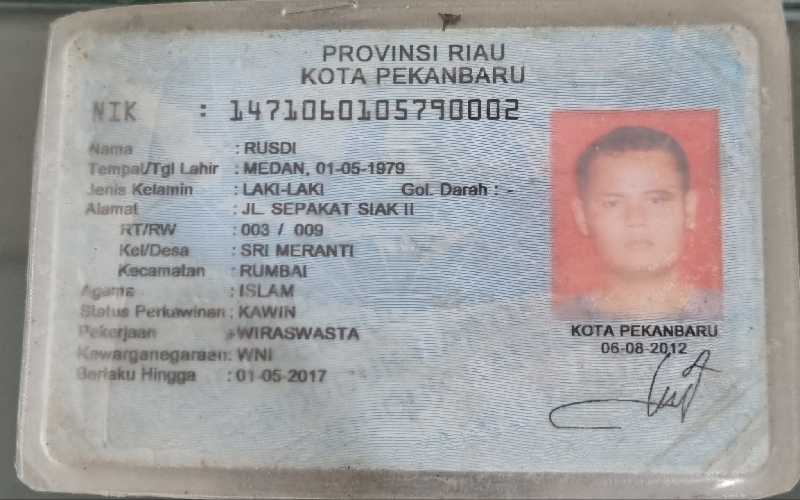 PROVINSI RIAU
KOTA PEKANBARU
NIK : 1471060105790002
Nama : RUSDI
Tempat/Tgl Lahir : MEDAN, 01-05-1979
Jenis Kelamin : LAKI-LAKI Gol. Darah : -
Alamat : JL. SEPAKAT SIAK II
RT/RW : 003 / 009
Kel/Desa : SRI MERANTI
Kecamatan : RUMBAI
Agama : ISLAM
Status Perkawinan : KAWIN
Pekerjaan : WIRASWASTA
Kewarganegaraan : WNI
Berlaku Hingga : 01-05-2017
KOTA PEKANBARU
06-08-2012